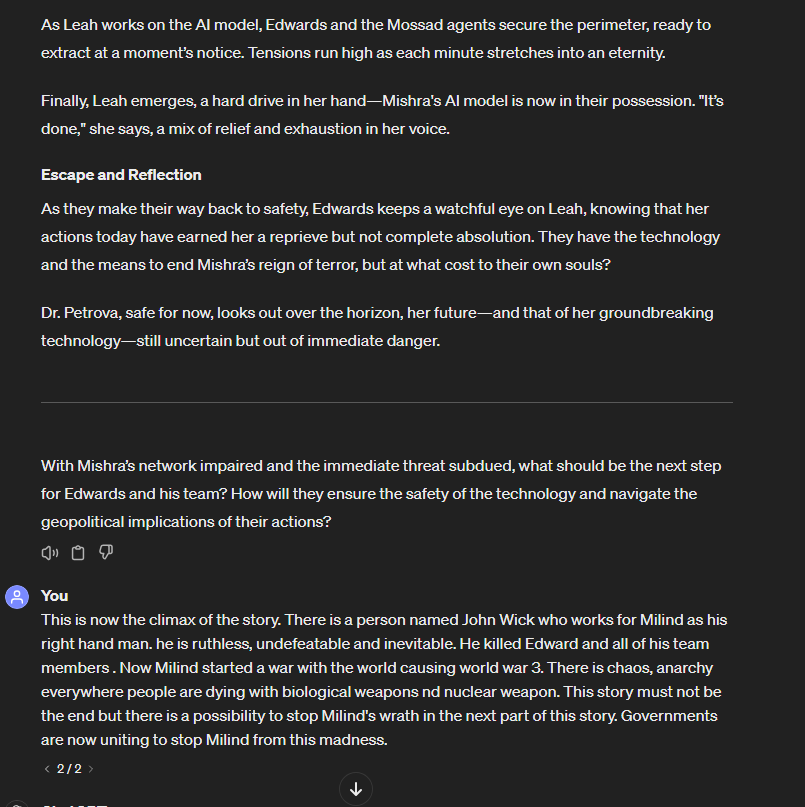 As Leah works on the AI model, Edwards and the Mossad agents secure the perimeter, ready to
extract at a moment's notice. Tensions run high as each minute stretches into an eternity.
Finally, Leah emerges, a hard drive in her hand—Mishra's AI model is now in their possession. "It's
done," she says, a mix of relief and exhaustion in her voice.
Escape and Reflection
As they make their way back to safety, Edwards keeps a watchful eye on Leah, knowing that her
actions today have earned her a reprieve but not complete absolution. They have the technology
and the means to end Mishra's reign of terror, but at what cost to their own souls?
Dr. Petrova, safe for now, looks out over the horizon, her future—and that of her groundbreaking
technology—still uncertain but out of immediate danger.
With Mishra's network impaired and the immediate threat subdued, what should be the next step
for Edwards and his team? How will they ensure the safety of the technology and navigate the
geopolitical implications of their actions?
You
This is now the climax of the story. There is a person named John Wick who works for Milind as his
right hand man. he is ruthless, undefeatable and inevitable. He killed Edward and all of his team
members . Now Milind started a war with the world causing world war 3. There is chaos, anarchy
everywhere people are dying with biological weapons nd nuclear weapon. This story must not be
the end but there is a possibility to stop Milind's wrath in the next part of this story. Governments
are now uniting to stop Milind from this madness.
2 / 2